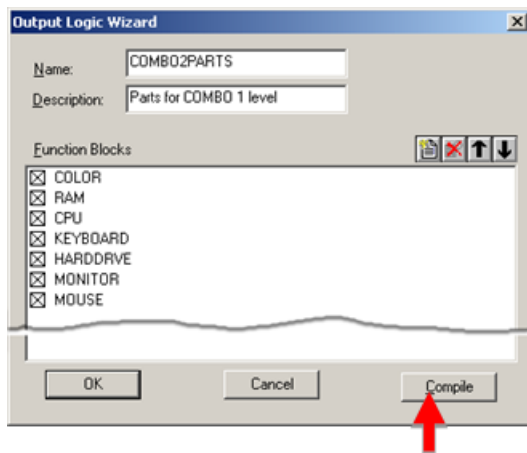 Output Logic Wizard
Name: COMBO2PARTS
Description: Parts for COMBO 1 level
Function Blocks
COLOR
RAM
CPU
KEYBOARD
HARDDRVE
MONITOR
MOUSE
OK Cancel Compile